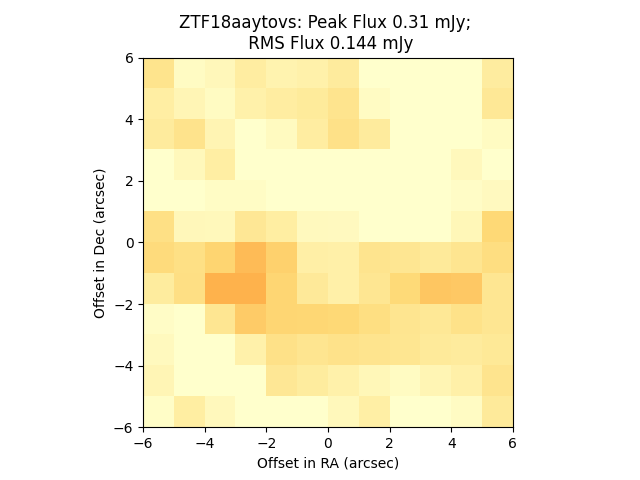 ZTF18aaytovs: Peak Flux 0.31 mJy;
RMS Flux 0.144 mJy
6
4
2
0
−2
−4
−6
Offset in Dec (arcsec)
−6 −4 −2 0 2 4 6
Offset in RA (arcsec)